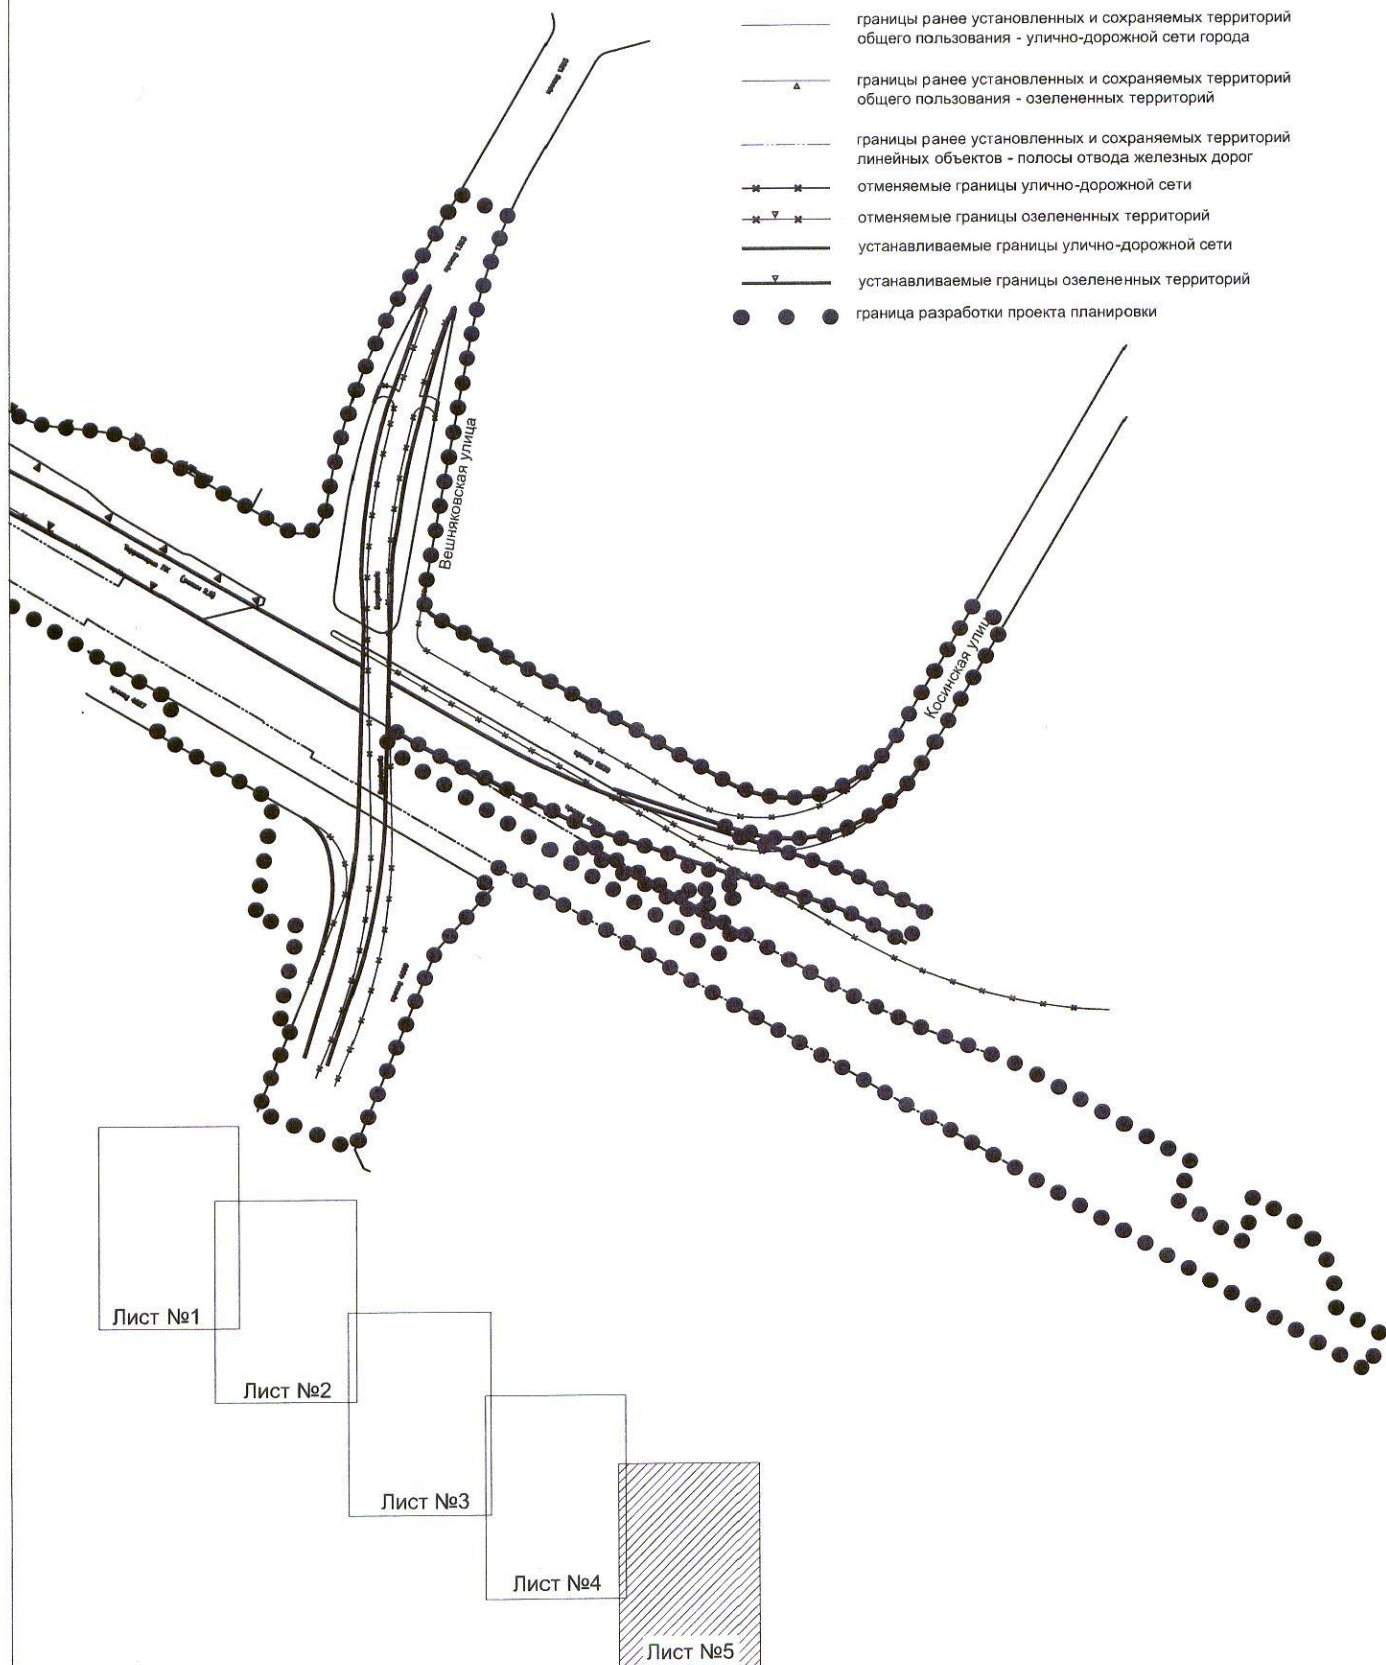 границы ранее установленных и сохраняемых территорий
общего пользования - улично-дорожной сети города
границы ранее установленных и сохраняемых территорий
общего пользования - озелененных территорий
границы ранее установленных и сохраняемых территорий
линейных объектов - полосы отвода железных дорог
отменяемые границы улично-дорожной сети
отменяемые границы озелененных территорий
устанавливаемые границы улично-дорожной сети
устанавливаемые границы озелененных территорий
граница разработки проекта планировки
Вешняковская улица
Косинская улица
Лист №1
Лист №2
Лист №3
Лист №4
Лист №5